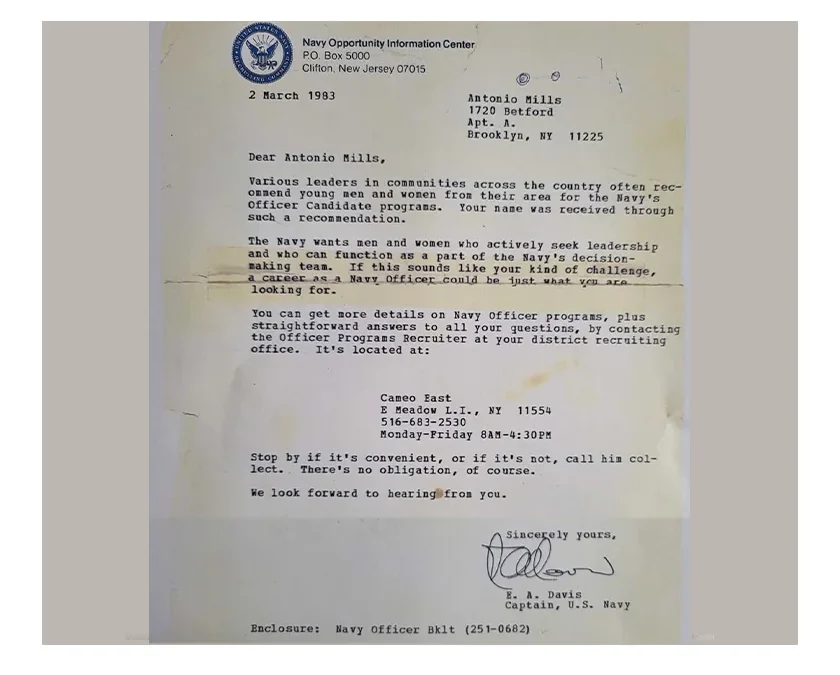 UNITED STATES NAVY
RECRUITING COMMAND
Navy Opportunity Information Center
P.O. Box 5000
Clifton, New Jersey 07015
2 March 1983
Antonio Mills
1720 Betford
Apt. A.
Brooklyn, NY 11225
Dear Antonio Mills,
Various leaders in communities across the country often rec-
ommend young men and women from their area for the Navy's
Officer Candidate programs. Your name was received through
such a recommendation.
The Navy wants men and women who actively seek leadership
and who can function as a part of the Navy's decision-
making team. If this sounds like your kind of challenge,
a career as a Navy Officer could be just what you are
looking for.
You can get more details on Navy Officer programs, plus
straightforward answers to all your questions, by contacting
the Officer Programs Recruiter at your district recruiting
office. It's located at:
Cameo East
E Meadow L.I., NY 11554
516-683-2530
Monday-Friday 8AM-4:30PM
Stop by if it's convenient, or if it's not, call him col-
lect. There's no obligation, of course.
We look forward to hearing from you.
Sincerely yours,
E. A. Davis
Captain, U.S. Navy
Enclosure: Navy Officer Bklt (251-0682)